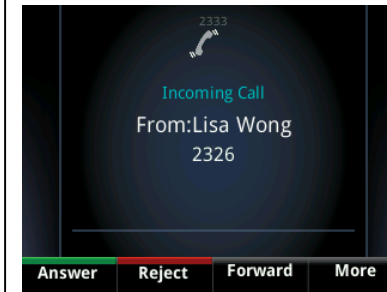 2333
Incoming Call
From:Lisa Wong
2326
Answer Reject Forward More